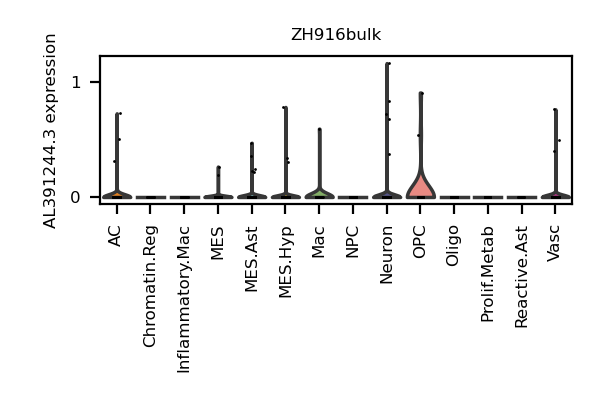 ZH916bulk
AL391244.3 expression
1
0
AC
Chromatin.Reg
Inflammatory.Mac
MES
MES.Ast
MES.Hyp
Mac
NPC
Neuron
OPC
Oligo
Prolif.Metab
Reactive.Ast
Vasc